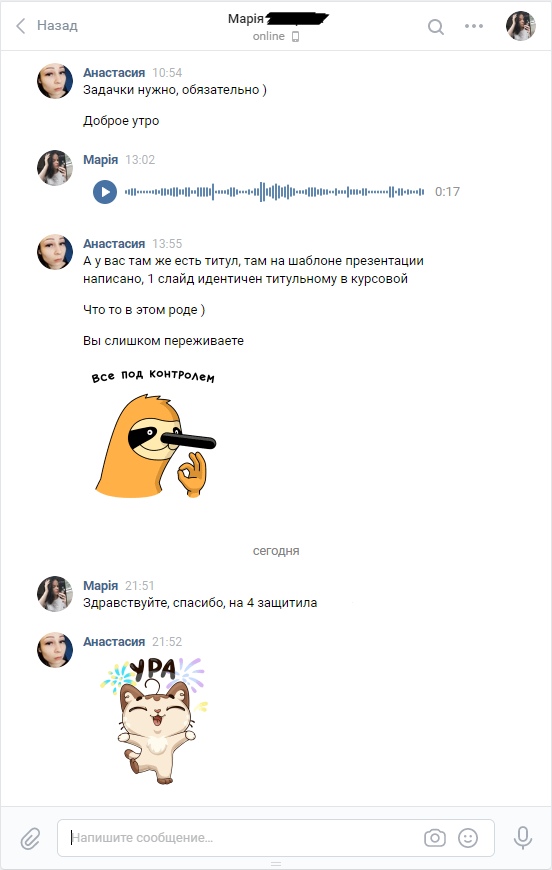 Назад
Марія
online
Анастасия 10:54
Задачки нужно, обязательно )
Доброе утро
Марія 13:02
0:17
Анастасия 13:55
А у вас там же есть титул, там на шаблоне презентации
написано, 1 слайд идентичен титульному в курсовой
Что то в этом роде )
Вы слишком переживаете
Все под контролем
сегодня
Марія 21:51
Здравствуйте, спасибо, на 4 защитила
Анастасия 21:52
УРА
Напишите сообщение...